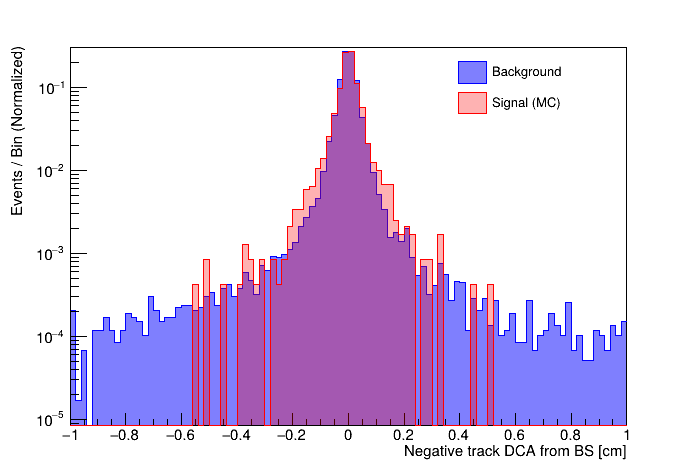 Events / Bin (Normalized)
Background
Signal (MC)
10⁻¹
10⁻²
10⁻³
10⁻⁴
10⁻⁵
−1 −0.8 −0.6 −0.4 −0.2 0 0.2 0.4 0.6 0.8 1
Negative track DCA from BS [cm]